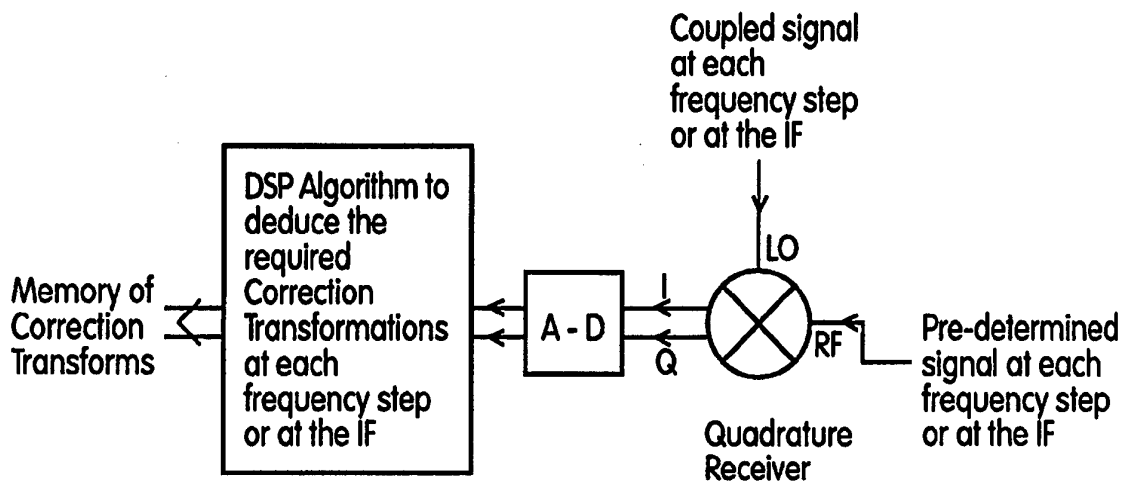 Coupled signal
at each
frequency step
or at the IF
DSP Algorithm to
deduce the
required
Correction
Transformations
at each
frequency step
or at the IF
Memory of
Correction
Transforms
A - D
I
Q
LO
RF
Pre-determined
signal at each
frequency step
or at the IF
Quadrature
Receiver